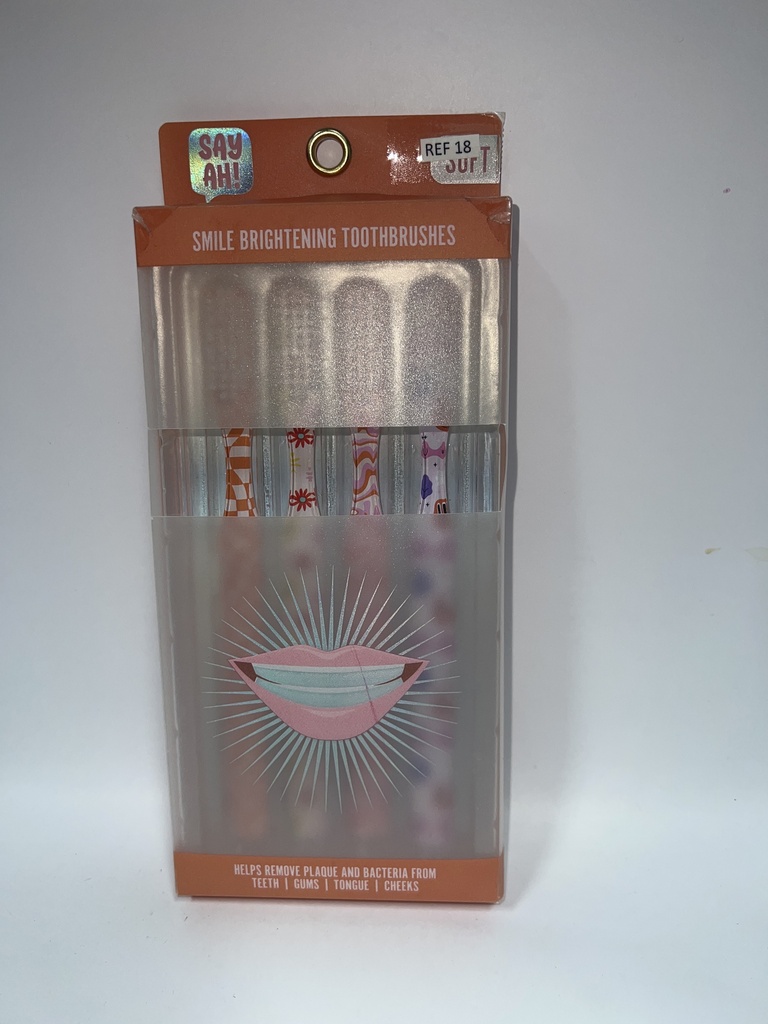 SAY
AH!
REF 18
SOFT
SMILE BRIGHTENING TOOTHBRUSHES
HELPS REMOVE PLAQUE AND BACTERIA FROM
TEETH | GUMS | TONGUE | CHEEKS